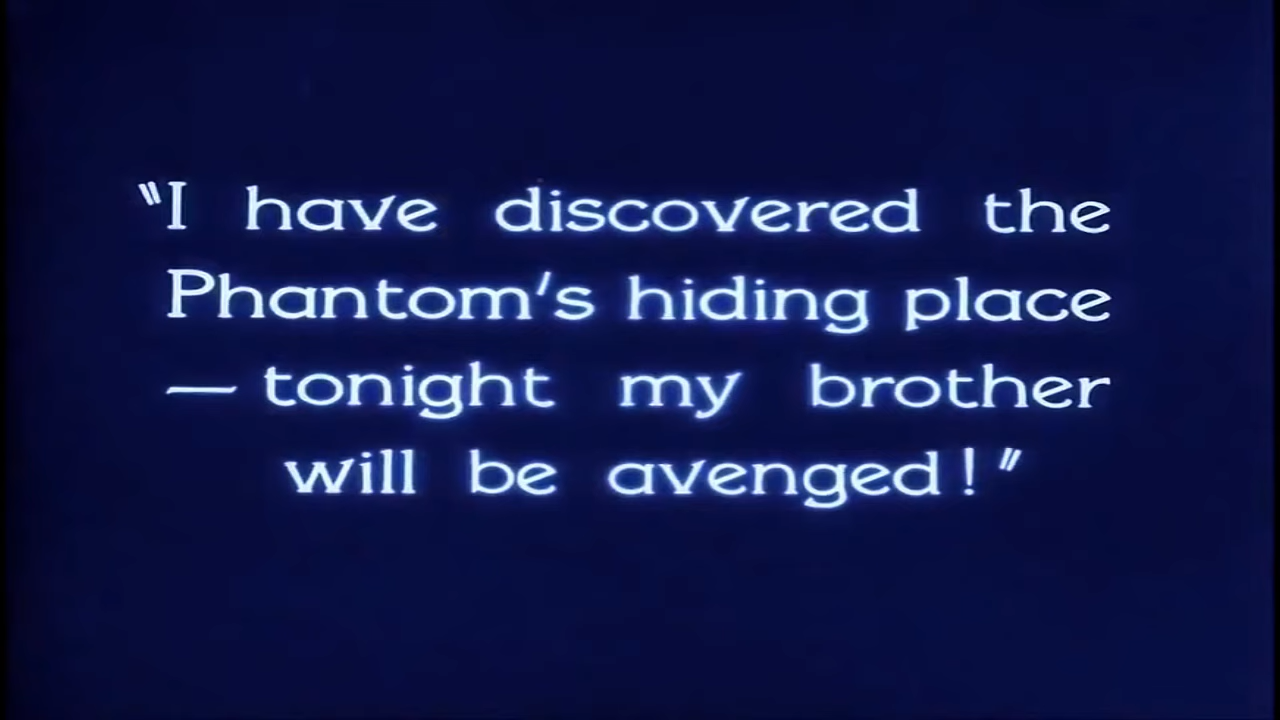 "I have discovered the
Phantom's hiding place
— tonight my brother
will be avenged!"